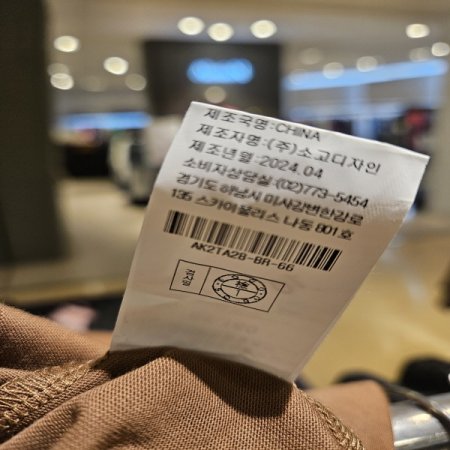 제조국명:CHINA
제조자명:(주)소고디자인
제조년월:2024.04
소비자상담실:(02)773-5454
경기도 하남시 미사강변한강로
135 스카이폴리스 나동 801호
AK2TA2B-BR-66